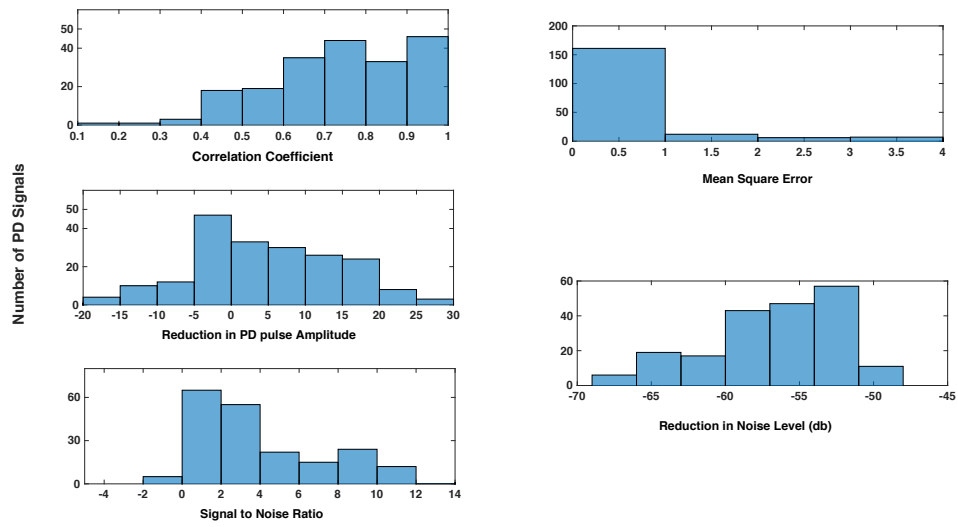 50
40
20
0
0.1 0.2 0.3 0.4 0.5 0.6 0.7 0.8 0.9 1
Correlation Coefficient
200
150
100
50
0
0 0.5 1 1.5 2 2.5 3 3.5 4
Mean Square Error
Number of PD Signals
50
40
20
0
-20 -15 -10 -5 0 5 10 15 20 25 30
Reduction in PD pulse Amplitude
60
40
20
0
-70 -65 -60 -55 -50 -45
Reduction in Noise Level (db)
60
30
0
-4 -2 0 2 4 6 8 10 12 14
Signal to Noise Ratio